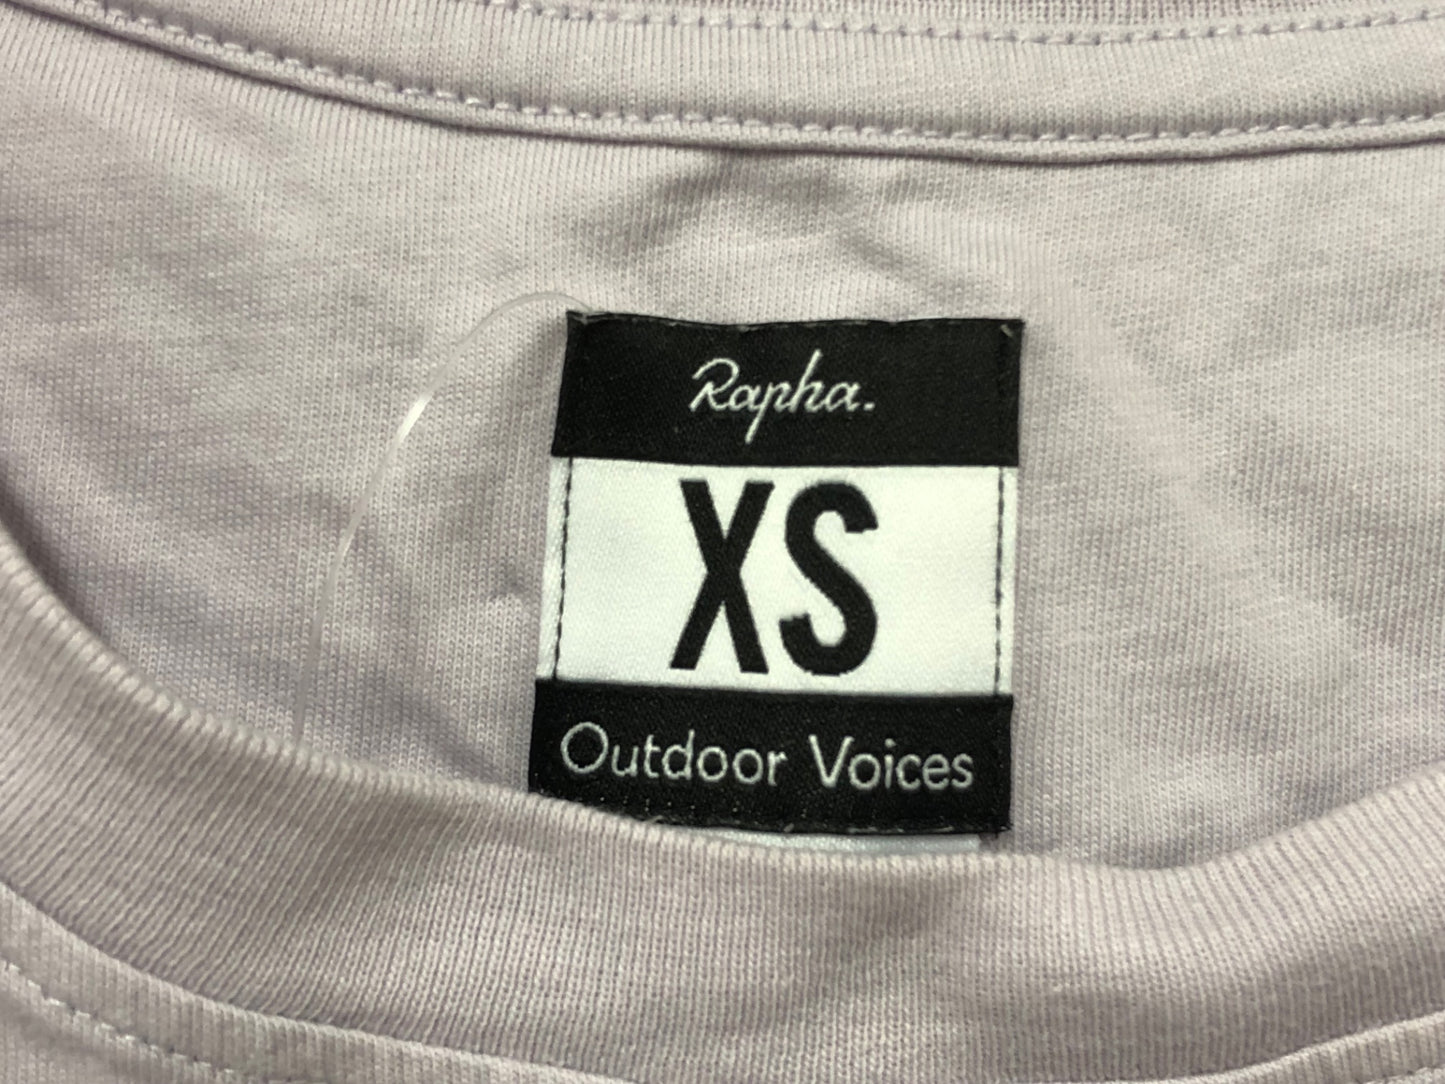 Rapha.
XS
Outdoor Voices